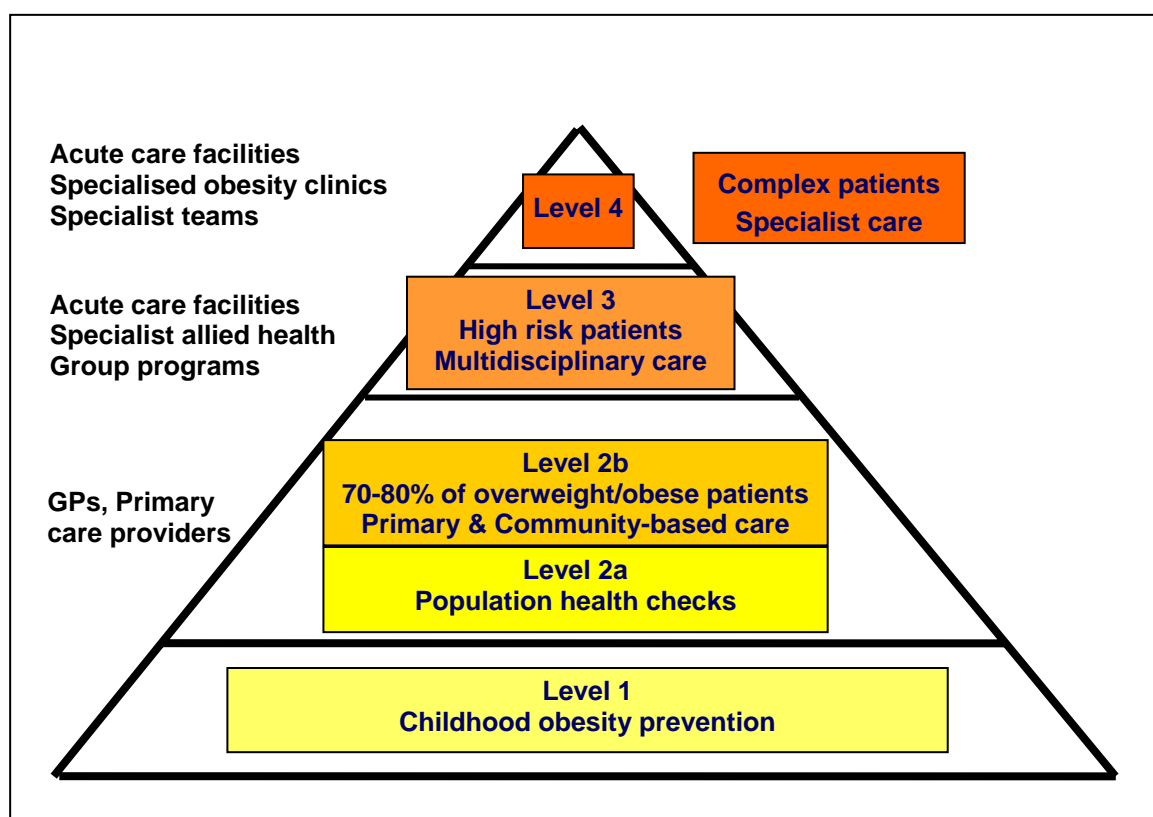 Acute care facilities
Specialised obesity clinics
Specialist teams
Level 4
Complex patients
Specialist care
Acute care facilities
Specialist allied health
Group programs
Level 3
High risk patients
Multidisciplinary care
GPs, Primary
care providers
Level 2b
70-80% of overweight/obese patients
Primary & Community-based care
Level 2a
Population health checks
Level 1
Childhood obesity prevention